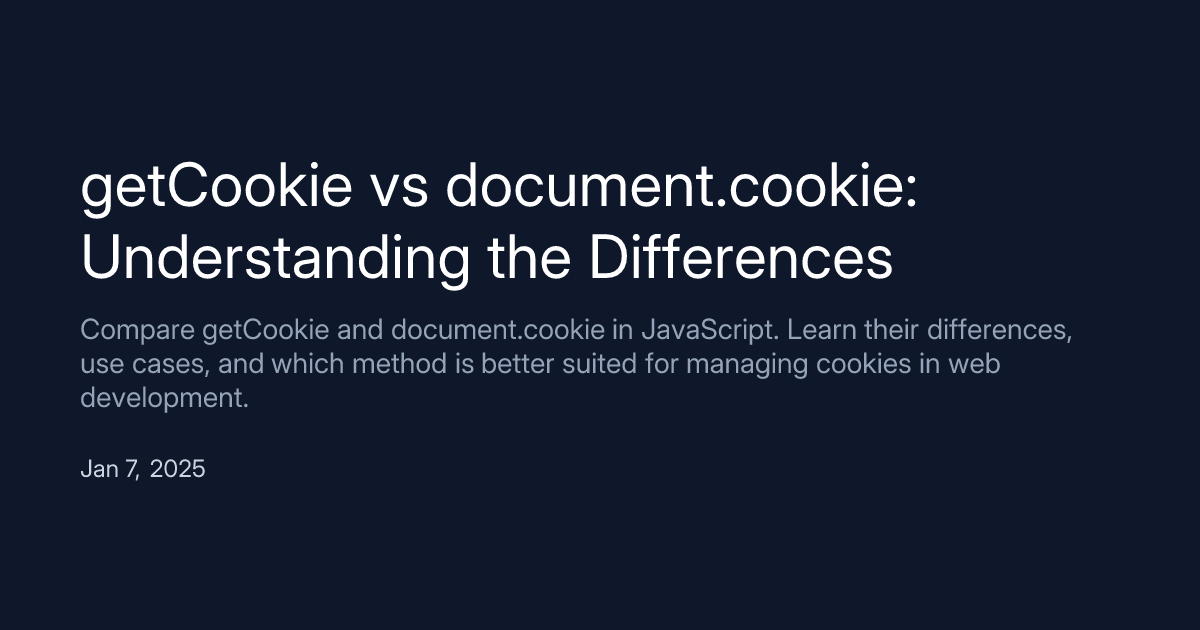 getCookie vs document.cookie:
Understanding the Differences
Compare getCookie and document.cookie in JavaScript. Learn their differences,
use cases, and which method is better suited for managing cookies in web
development.
Jan 7, 2025